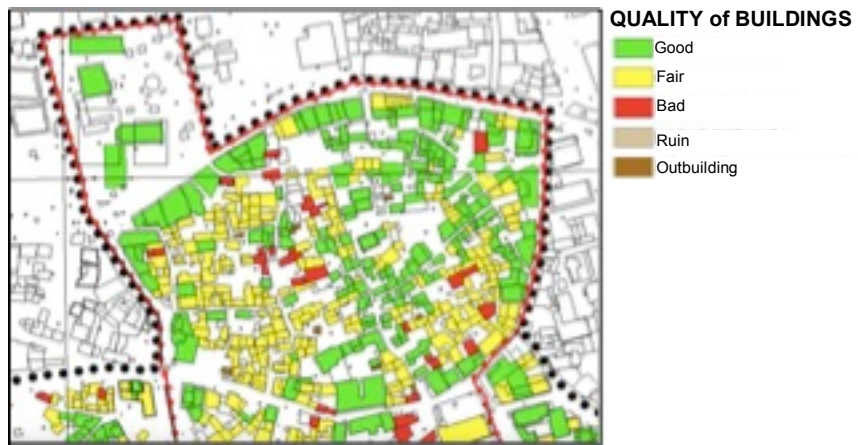 QUALITY of BUILDINGS
Good
Fair
Bad
Ruin
Outbuilding